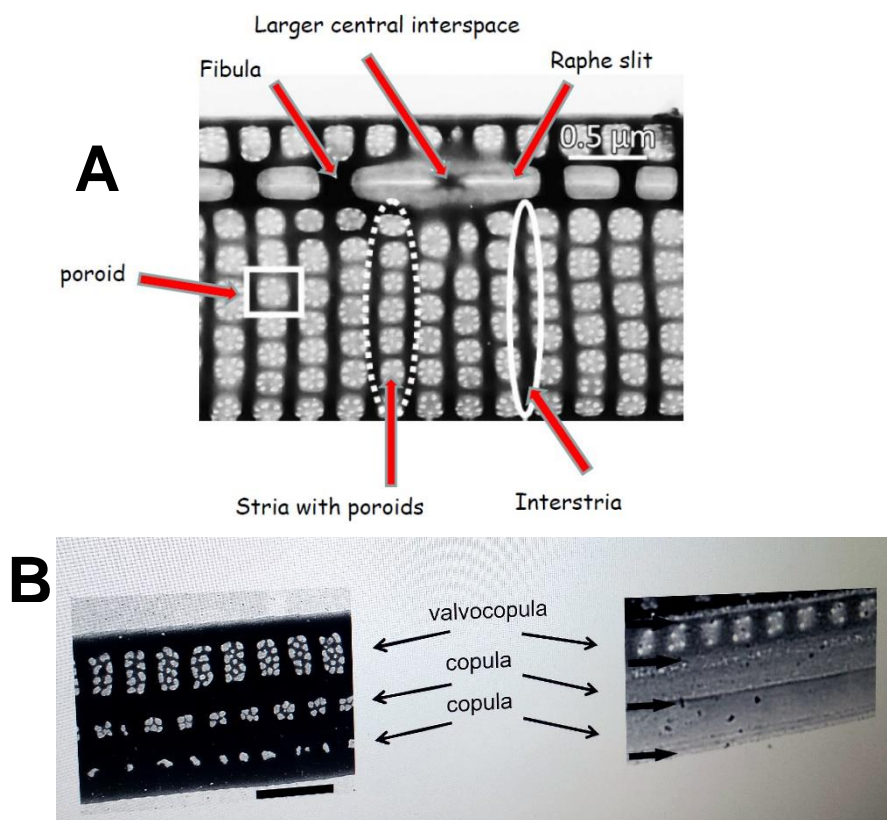 Larger central interspace
Fibula
Raphe slit
A
0.5 µm
poroid
Stria with poroids
Interstria
B
valvocopula
copula
copula